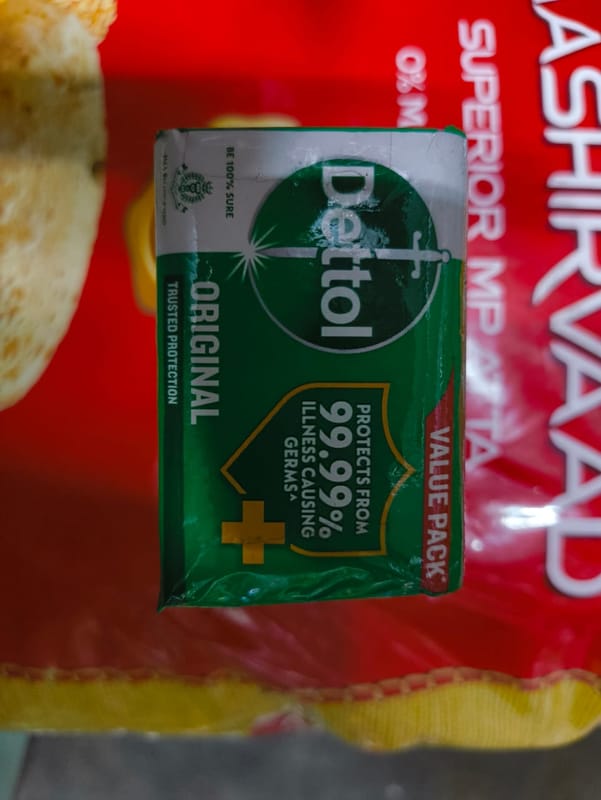 AASHIRVAAD
SUPERIOR MP ATTA
0% M
Dettol
BE 100% SURE
ORIGINAL
TRUSTED PROTECTION
VALUE PACK*
PROTECTS FROM
99.99%
ILLNESS CAUSING
GERMS^